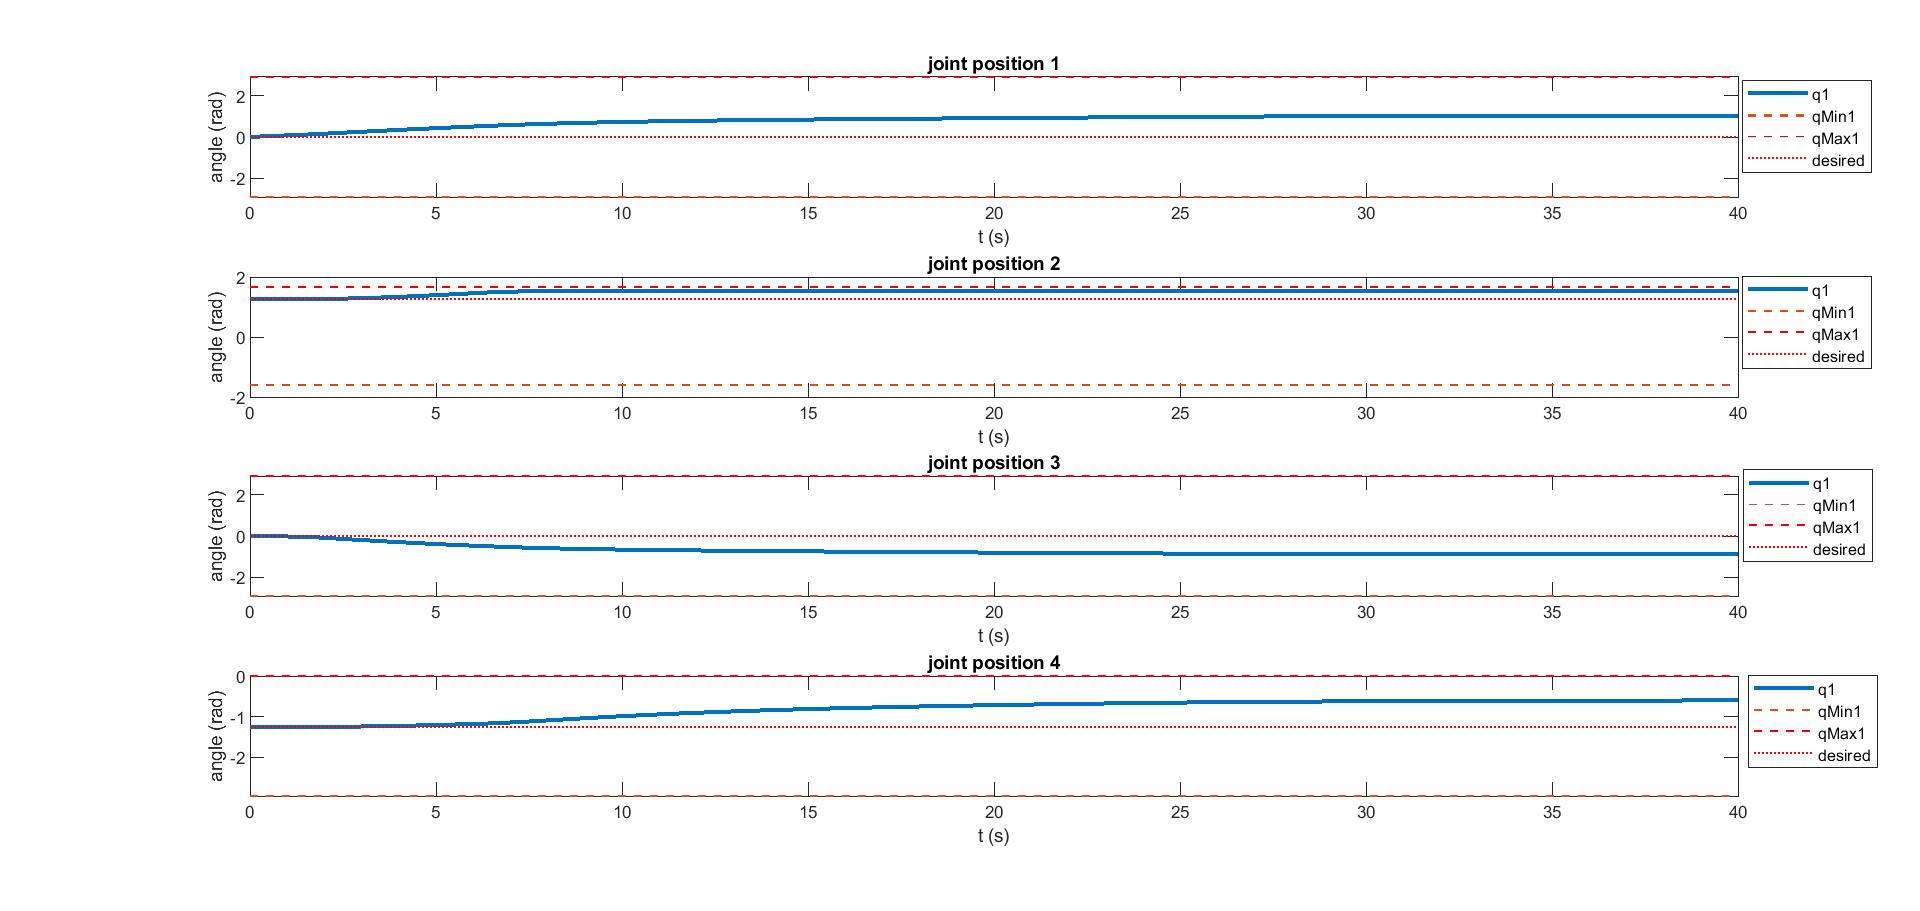 joint position 1
angle (rad)
2
0
-2
0 5 10 15 20 25 30 35 40
t (s)
q1
qMin1
qMax1
desired
joint position 2
angle (rad)
2
0
-2
0 5 10 15 20 25 30 35 40
t (s)
q1
qMin1
qMax1
desired
joint position 3
angle (rad)
2
0
-2
0 5 10 15 20 25 30 35 40
t (s)
q1
qMin1
qMax1
desired
joint position 4
angle (rad)
0
-1
-2
0 5 10 15 20 25 30 35 40
t (s)
q1
qMin1
qMax1
desired